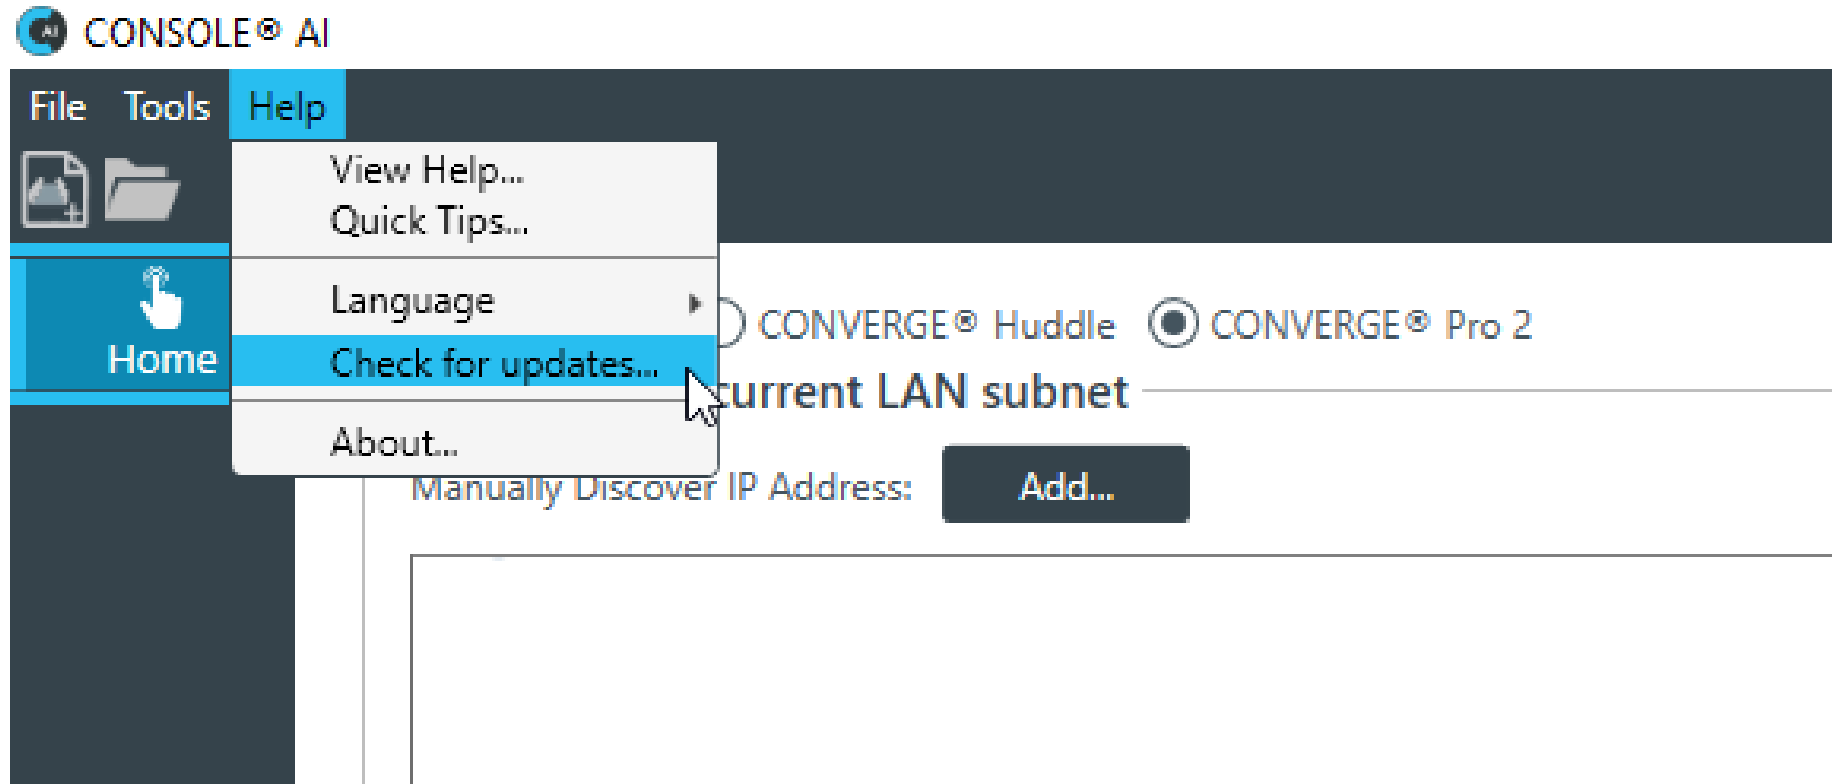 CONSOLE® AI
File Tools Help
View Help...
Quick Tips...
Language
Check for updates...
About...
Home
CONVERGE® Huddle CONVERGE® Pro 2
current LAN subnet
Manually Discover IP Address: Add...